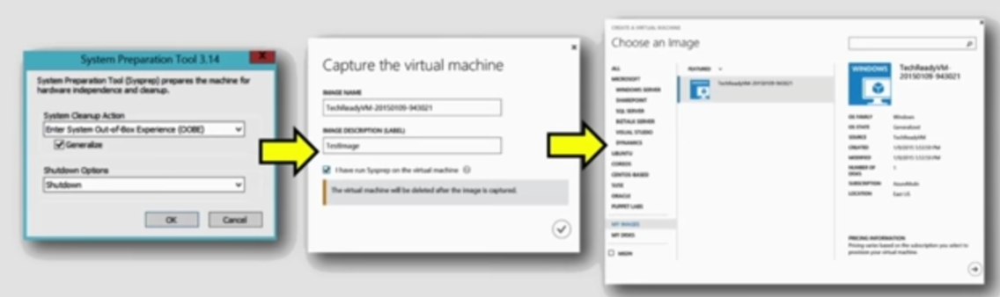 System Preparation Tool 3.14
System Preparation Tool (Sysprep) prepares the machine for
hardware independence and cleanup.
System Cleanup Action
Enter System Out-of-Box Experience (OOBE)
Generalize
Shutdown Options
Shutdown
OK
Cancel
Capture the virtual machine
IMAGE NAME
TechReadyVM-20150109-943021
IMAGE DESCRIPTION (LABEL)
TestImage
I have run Sysprep on the virtual machine
The virtual machine will be deleted after the image is captured.
CREATE A VIRTUAL MACHINE
Choose an Image
ALL
MICROSOFT
WINDOWS SERVER
SHAREPOINT
SQL SERVER
BIZTALK SERVER
VISUAL STUDIO
DYNAMICS
UBUNTU
COREOS
CENTOS-BASED
SUSE
ORACLE
PUPPET LABS
MY IMAGES
MY DISKS
MSDN
FEATURED
TechReadyVM-20150109-943021
WINDOWS
TechReadyVM-
20150109-943021
OS FAMILY Windows
OS STATE Generalized
SOURCE TechReadyVM
CREATED
MODIFIED
NUMBER OF 1
DISKS
SUBSCRIPTION
LOCATION East US
PRICING INFORMATION
Pricing varies based on the subscription you select to
provision your virtual machine.